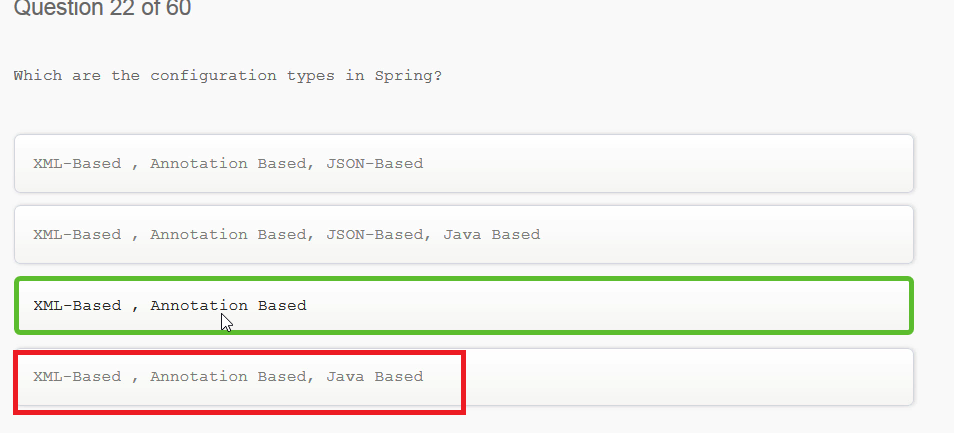 Question 22 of 60
Which are the configuration types in Spring?
XML-Based , Annotation Based, JSON-Based
XML-Based , Annotation Based, JSON-Based, Java Based
XML-Based , Annotation Based
XML-Based , Annotation Based, Java Based